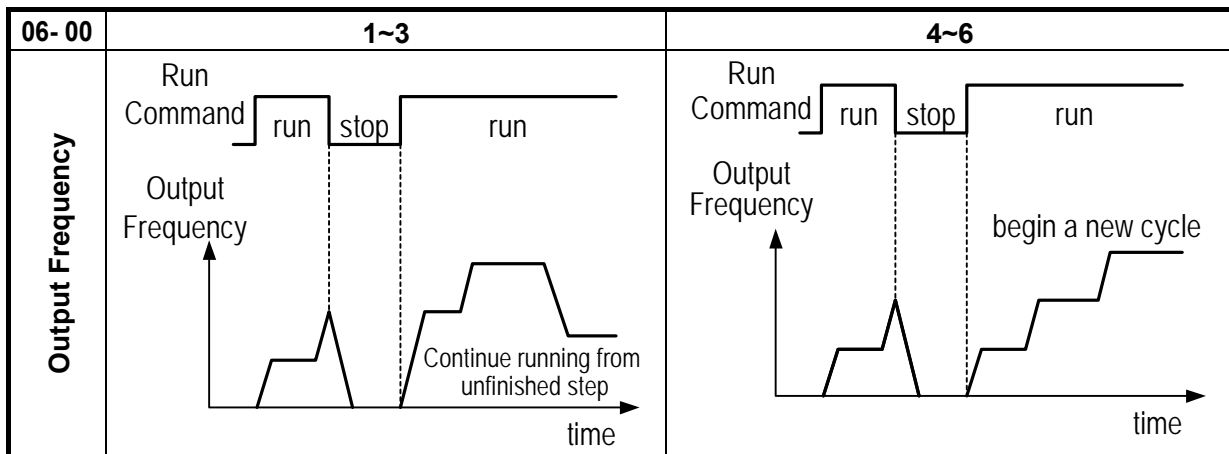 06- 00
1~3
4~6
Output Frequency
Run
Command
run
stop
run
Output
Frequency
Continue running from
unfinished step
time
Run
Command
run
stop
run
Output
Frequency
begin a new cycle
time